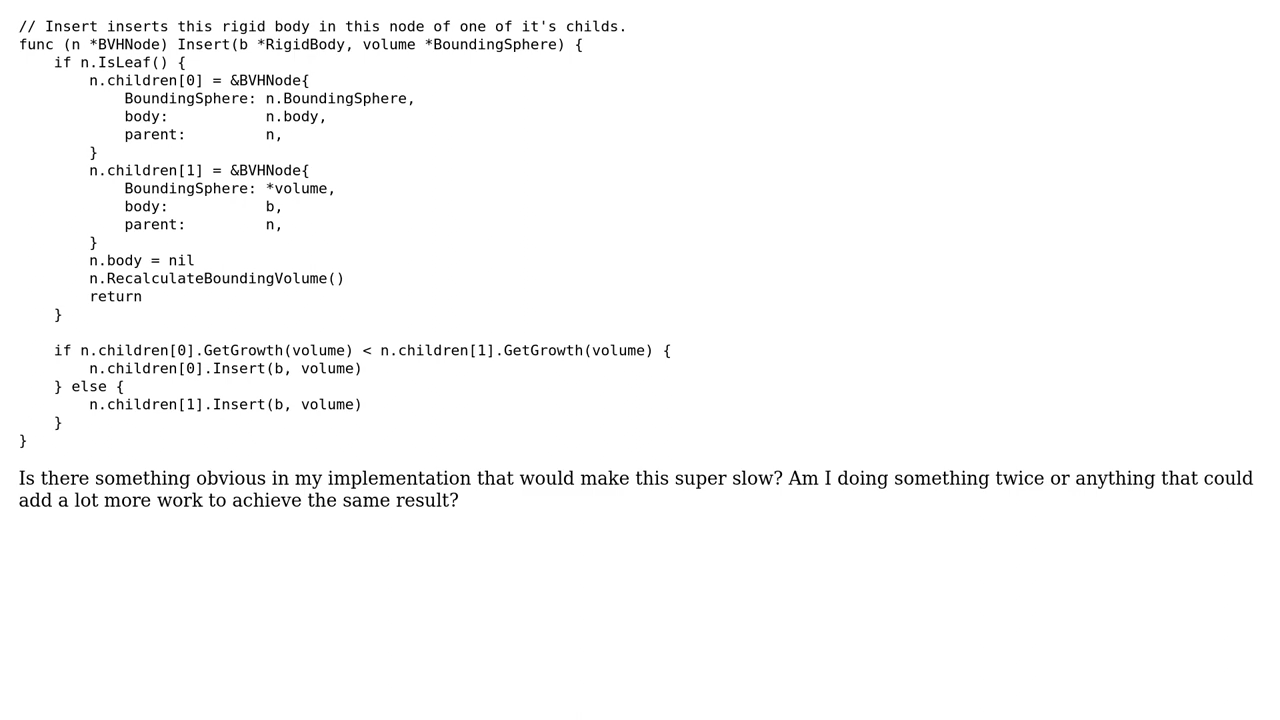 // Insert inserts this rigid body in this node of one of it's childs.
func (n *BVHNode) Insert(b *RigidBody, volume *BoundingSphere) {
    if n.IsLeaf() {
        n.children[0] = &BVHNode{
            BoundingSphere: n.BoundingSphere,
            body:           n.body,
            parent:         n,
        }
        n.children[1] = &BVHNode{
            BoundingSphere: *volume,
            body:           b,
            parent:         n,
        }
        n.body = nil
        n.RecalculateBoundingVolume()
        return
    }

    if n.children[0].GetGrowth(volume) < n.children[1].GetGrowth(volume) {
        n.children[0].Insert(b, volume)
    } else {
        n.children[1].Insert(b, volume)
    }
}
Is there something obvious in my implementation that would make this super slow? Am I doing something twice or anything that could
add a lot more work to achieve the same result?